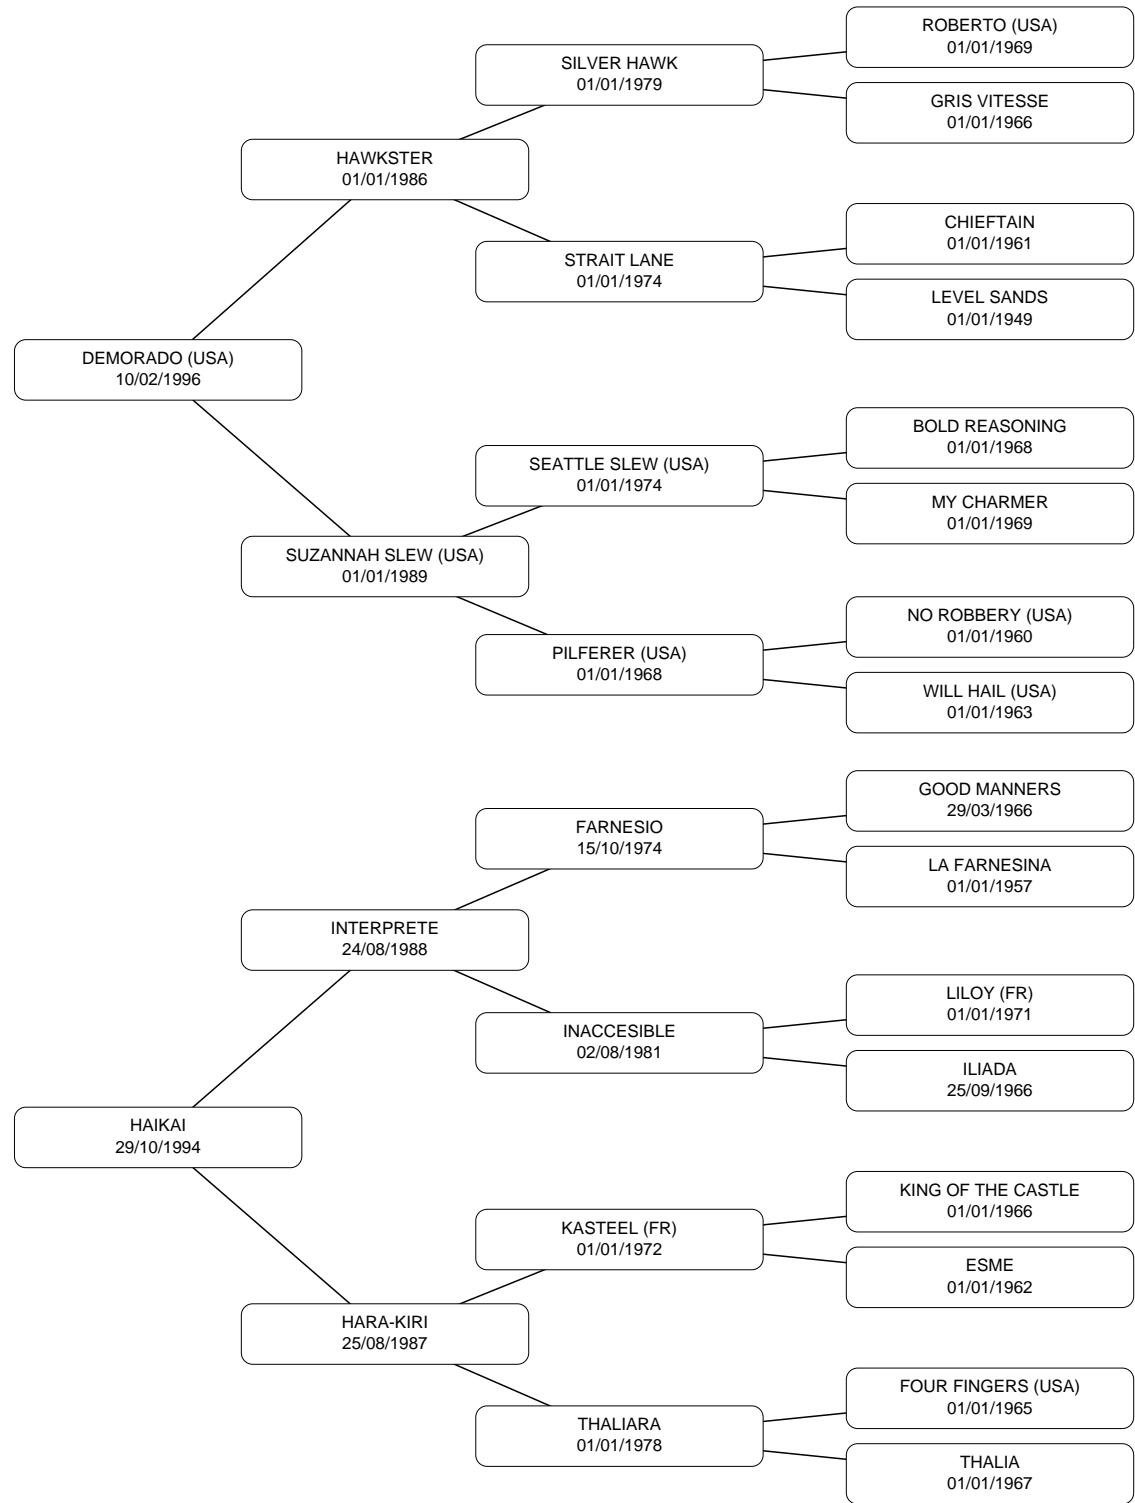 ROBERTO (USA)
01/01/1969
SILVER HAWK
01/01/1979
GRIS VITESSE
01/01/1966
HAWKSTER
01/01/1986
CHIEFTAIN
01/01/1961
STRAIT LANE
01/01/1974
LEVEL SANDS
01/01/1949
DEMORADO (USA)
10/02/1996
BOLD REASONING
01/01/1968
SEATTLE SLEW (USA)
01/01/1974
MY CHARMER
01/01/1969
SUZANNAH SLEW (USA)
01/01/1989
NO ROBBERY (USA)
01/01/1960
PILFERER (USA)
01/01/1968
WILL HAIL (USA)
01/01/1963
GOOD MANNERS
29/03/1966
FARNESIO
15/10/1974
LA FARNESINA
01/01/1957
INTERPRETE
24/08/1988
LILOY (FR)
01/01/1971
INACCESIBLE
02/08/1981
ILIADA
25/09/1966
HAIKAI
29/10/1994
KING OF THE CASTLE
01/01/1966
KASTEEL (FR)
01/01/1972
ESME
01/01/1962
HARA-KIRI
25/08/1987
FOUR FINGERS (USA)
01/01/1965
THALIARA
01/01/1978
THALIA
01/01/1967